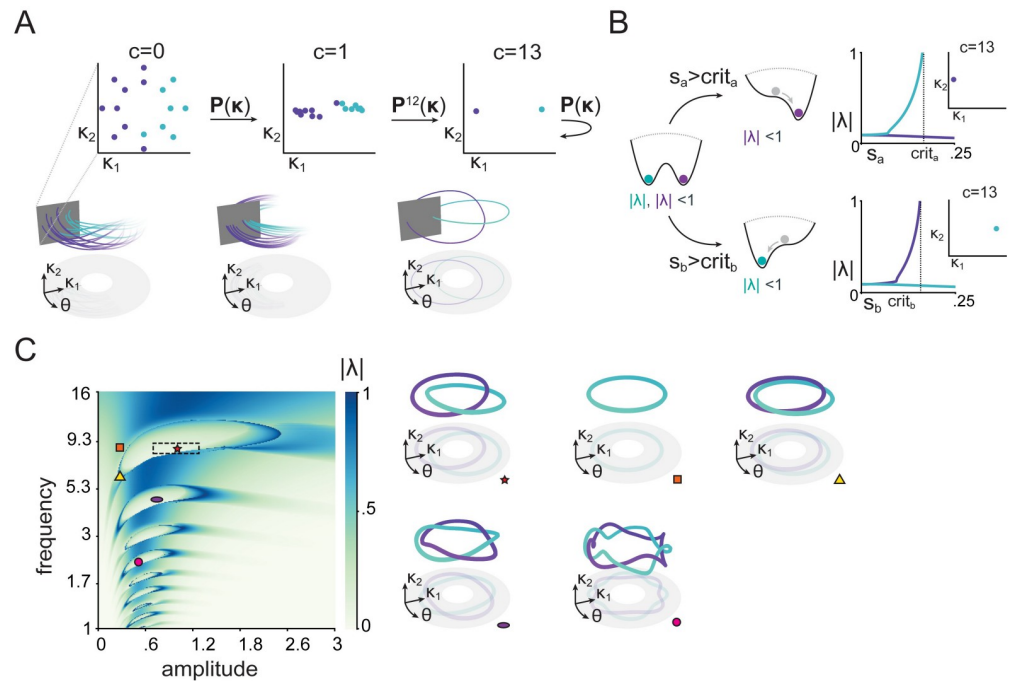 A
c=0
c=1
c=13
κ₂
κ₁
P(κ)
κ₂
κ₁
P¹²(κ)
κ₂
κ₁
P(κ)
κ₂
κ₁
θ
κ₂
κ₁
θ
κ₂
κ₁
θ
B
sₐ>critₐ
|λ| <1
|λ|, |λ| <1
s_b>crit_b
|λ| <1
1
|λ|
0
sₐ
critₐ
.25
c=13
κ₂
κ₁
1
|λ|
0
s_b
crit_b
.25
c=13
κ₂
κ₁
C
|λ|
16
9.3
5.3
3
1.7
1
frequency
0
.6
1.2
1.8
2.6
3
amplitude
1
.5
0
κ₂
κ₁
θ
κ₂
κ₁
θ
κ₂
κ₁
θ
κ₂
κ₁
θ
κ₂
κ₁
θ